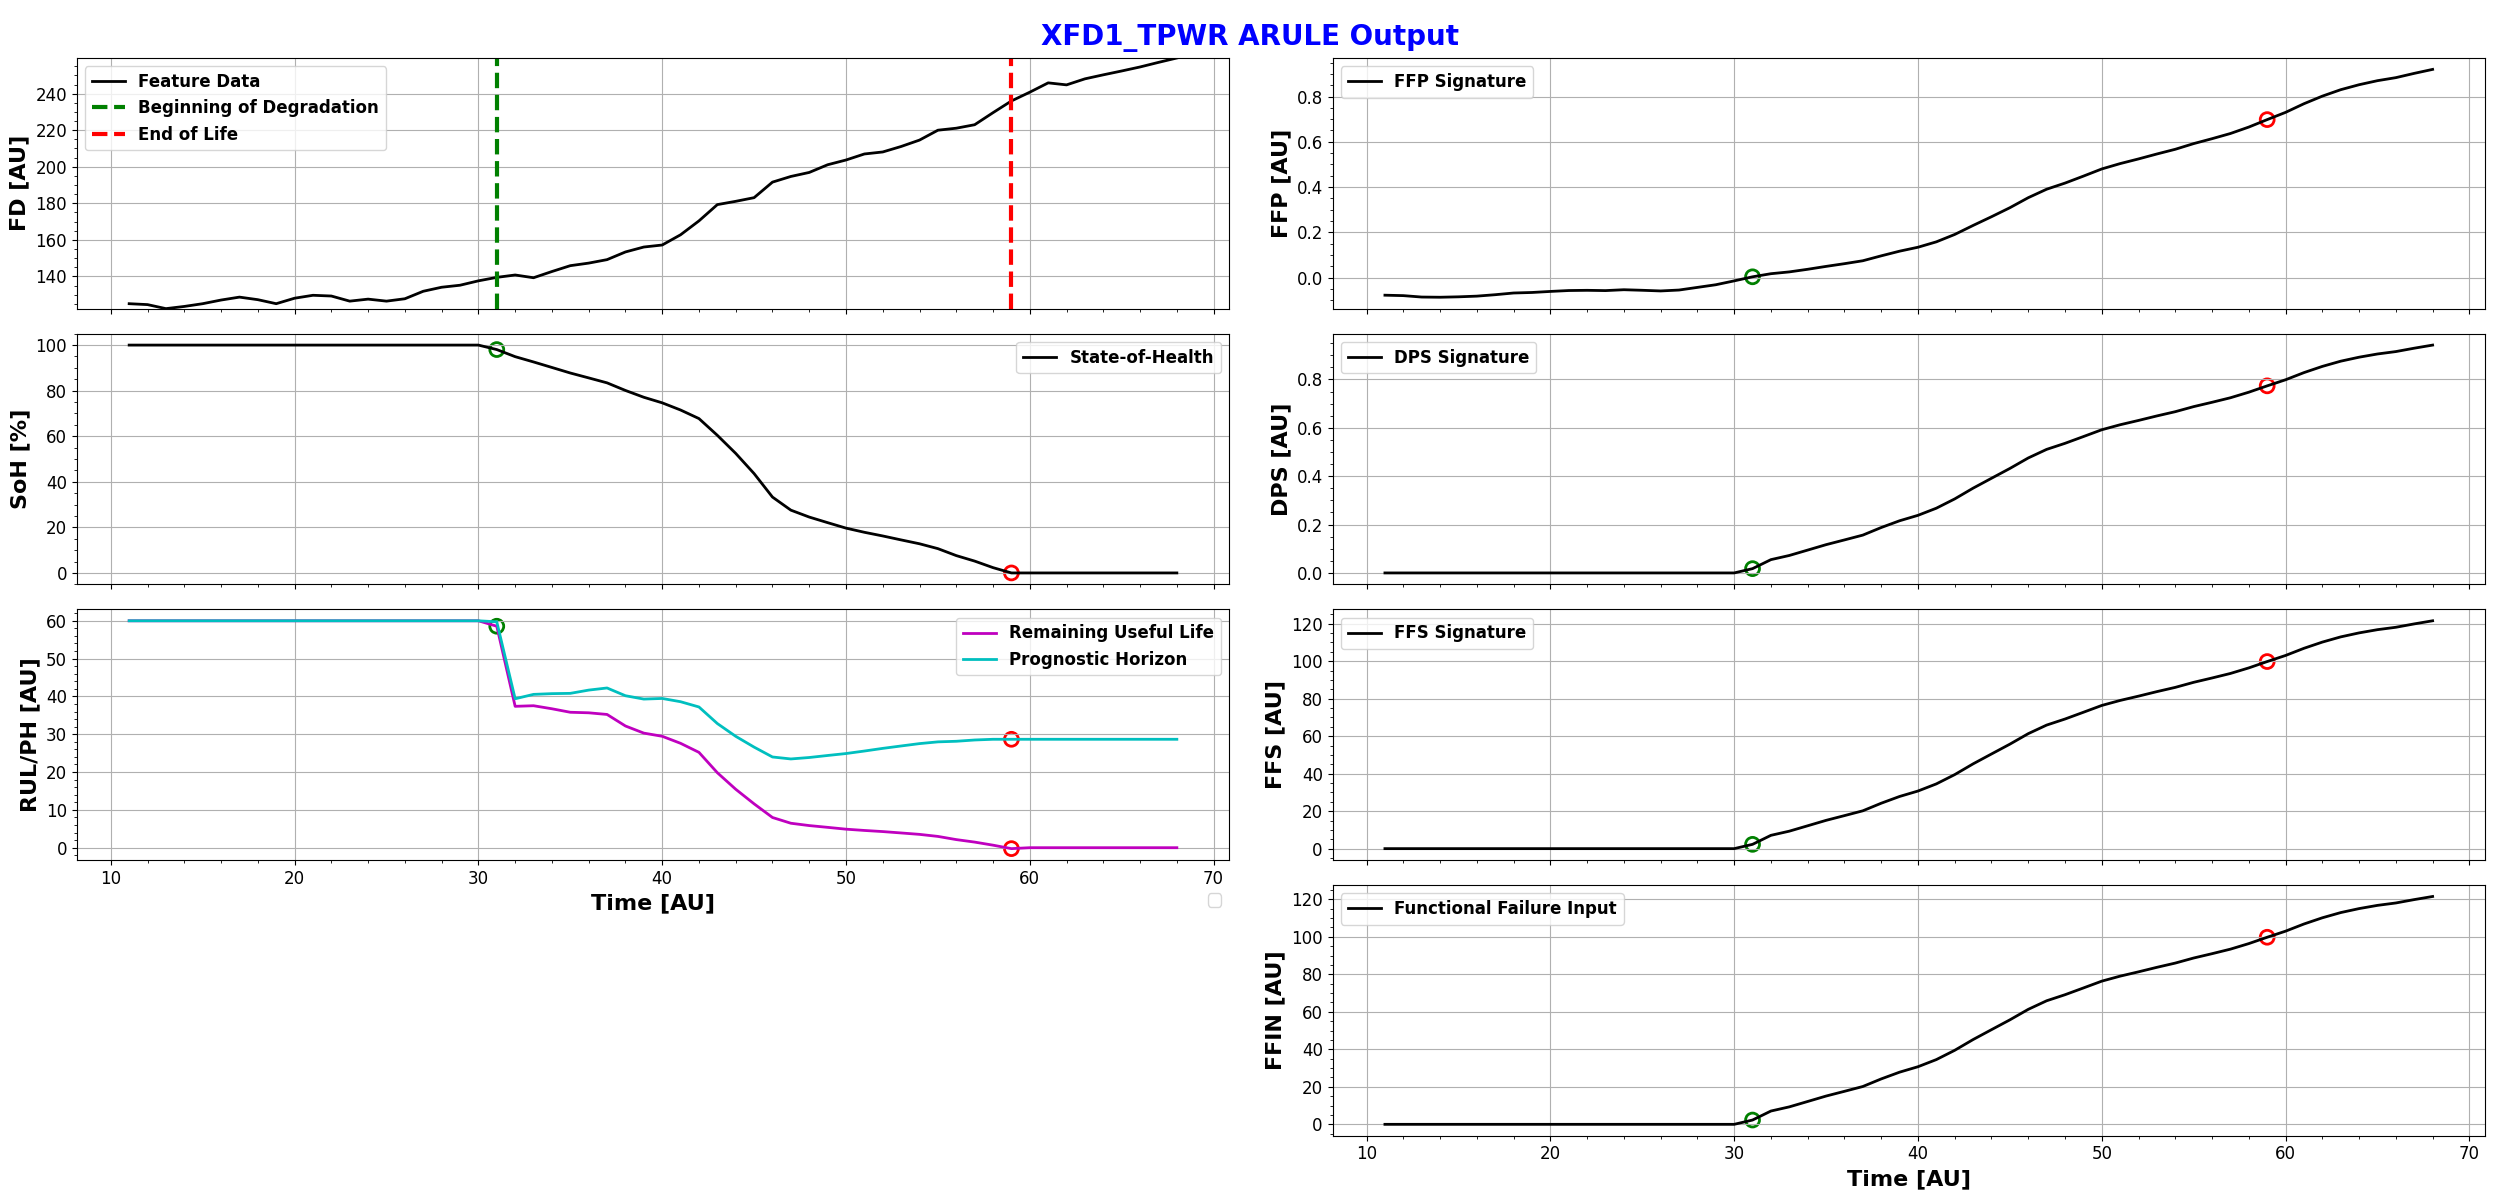 XFD1_TPWR ARULE Output
FD [AU]
240
220
200
180
160
140
Feature Data
Beginning of Degradation
End of Life
FFP [AU]
0.8
0.6
0.4
0.2
0.0
FFP Signature
SoH [%]
100
80
60
40
20
0
State-of-Health
DPS [AU]
0.8
0.6
0.4
0.2
0.0
DPS Signature
RUL/PH [AU]
60
50
40
30
20
10
0
Remaining Useful Life
Prognostic Horizon
10 20 30 40 50 60 70
Time [AU]
FFS [AU]
120
100
80
60
40
20
0
FFS Signature
FFIN [AU]
120
100
80
60
40
20
0
Functional Failure Input
10 20 30 40 50 60 70
Time [AU]